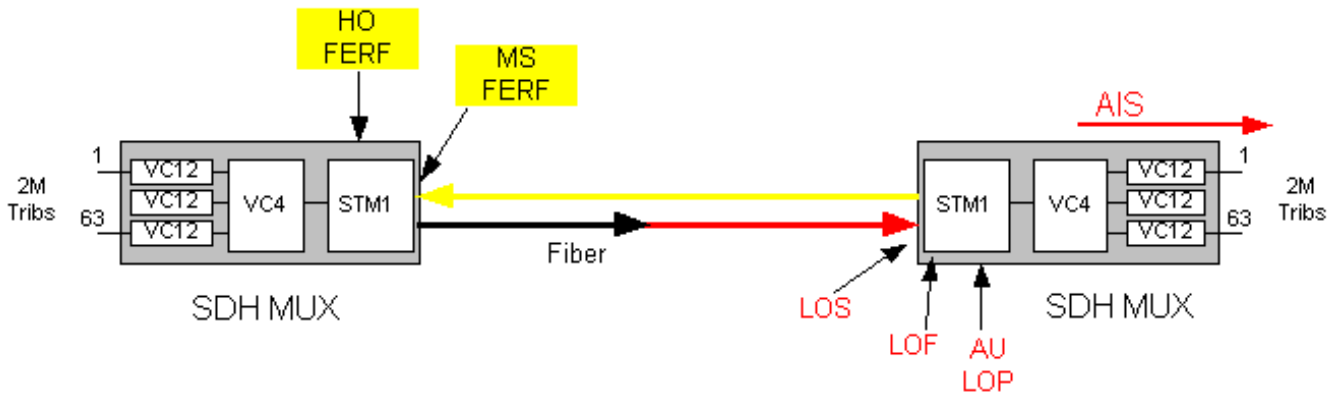 HO
FERF
MS
FERF
AIS
1
VC12
2M
Tribs
VC12
VC4
STM1
63
VC12
Fiber
SDH MUX
STM1
VC4
VC12
1
VC12
2M
Tribs
VC12
63
LOS
LOF
AU
LOP
SDH MUX